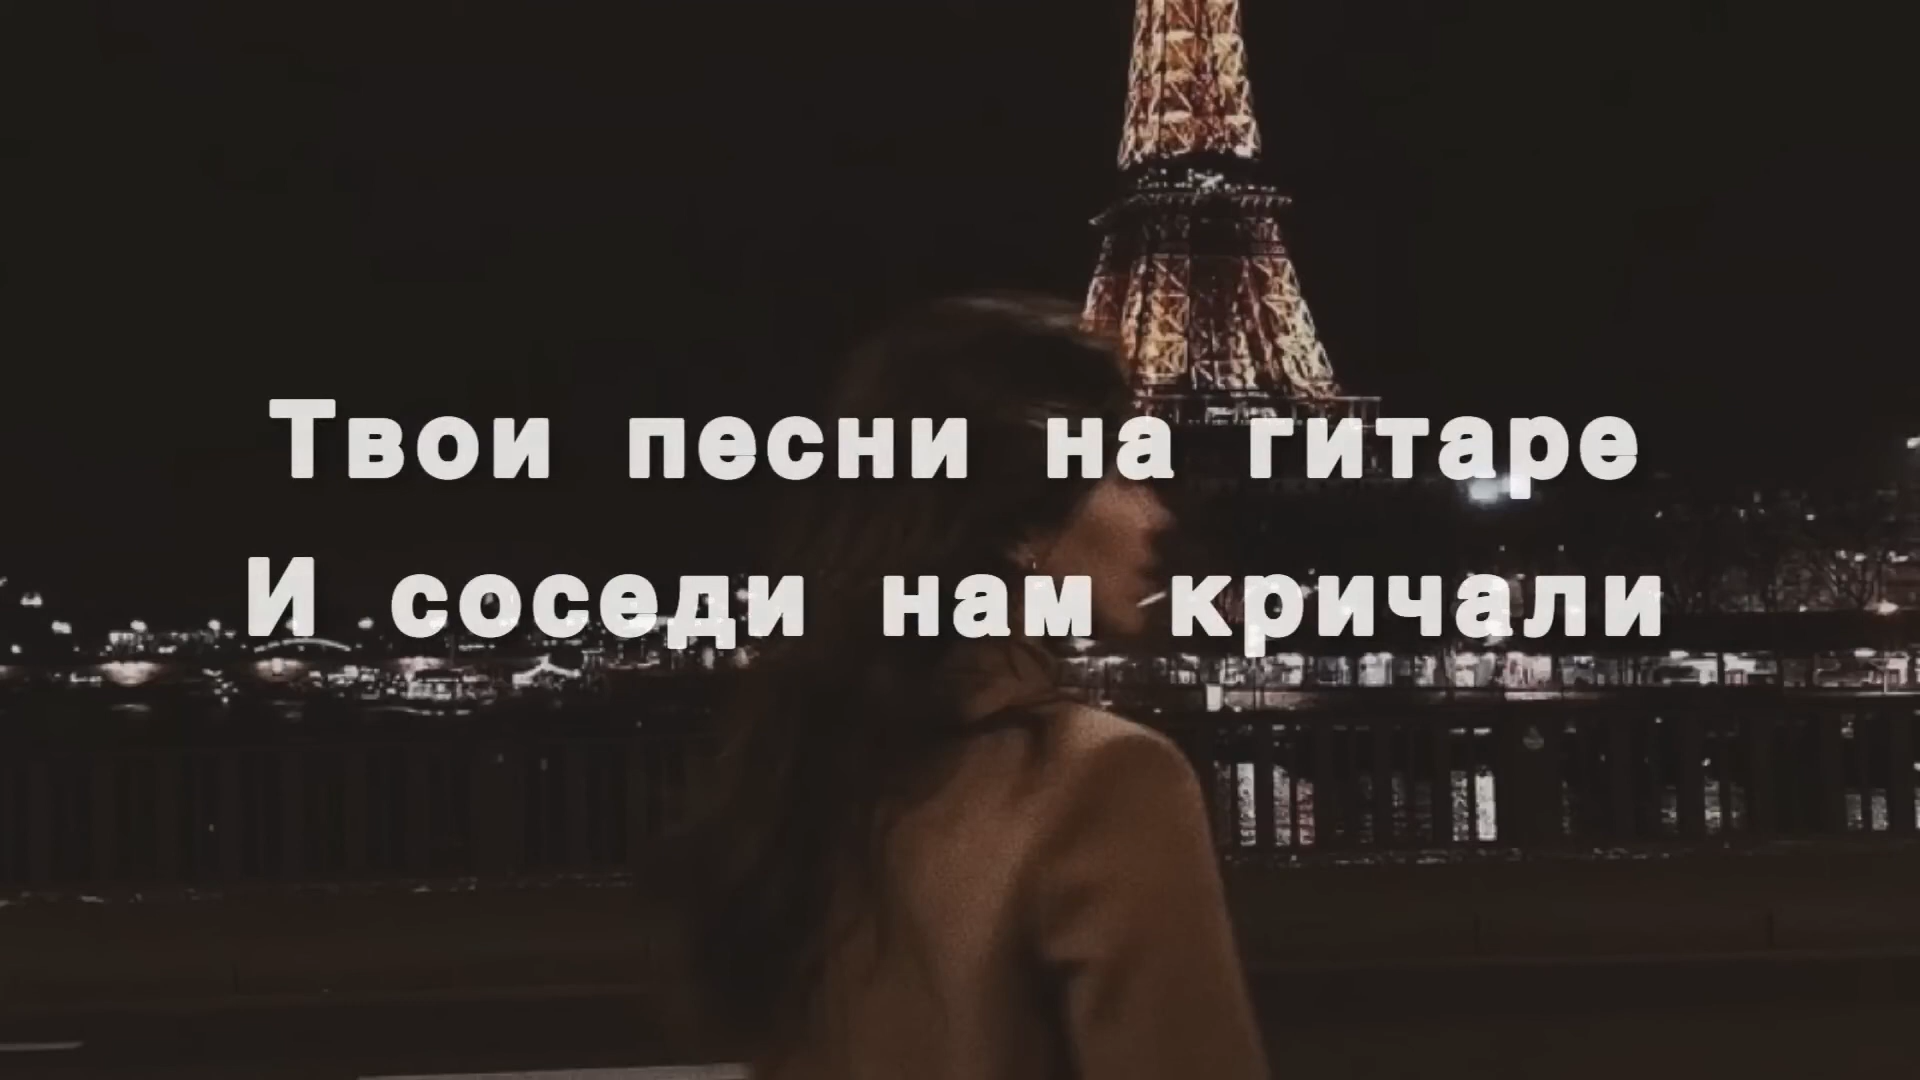 Твои песни на гитаре
И соседи нам кричали